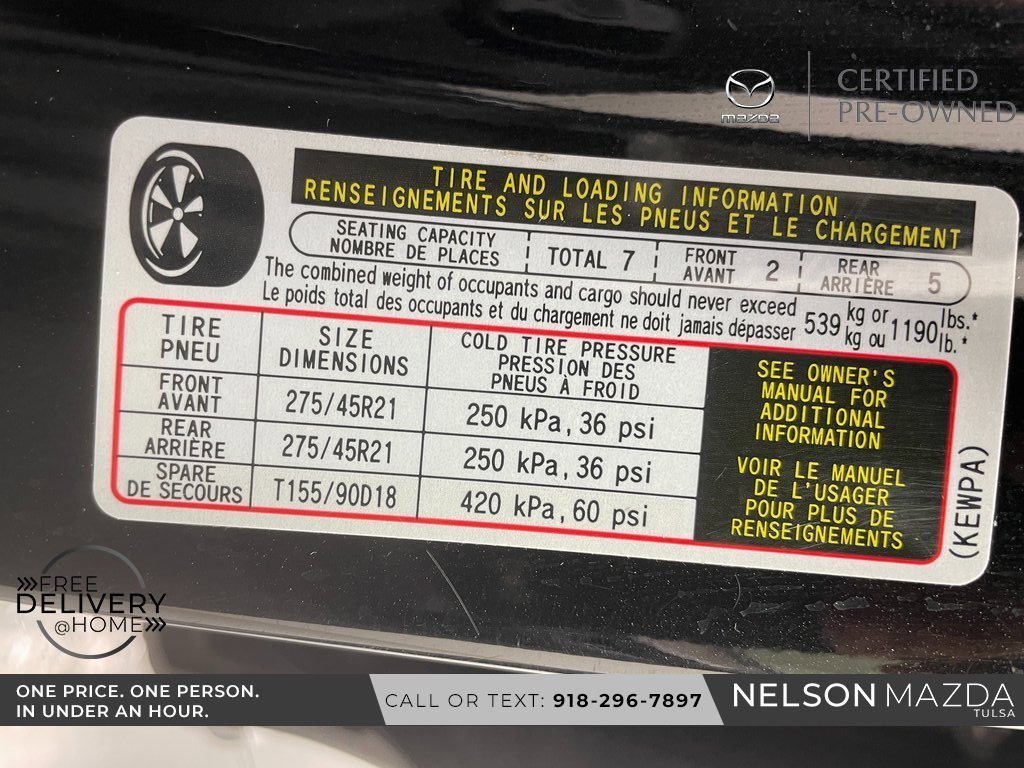 mazda
CERTIFIED
PRE-OWNED
TIRE AND LOADING INFORMATION
RENSEIGNEMENTS SUR LES PNEUS ET LE CHARGEMENT
SEATING CAPACITY
NOMBRE DE PLACES
TOTAL 7
FRONT
AVANT
2
REAR
ARRIÈRE
5
The combined weight of occupants and cargo should never exceed
Le poids total des occupants et du chargement ne doit jamais dépasser
539
kg or
kg ou
1190
lbs.*
lb.*
TIRE
PNEU
SIZE
DIMENSIONS
COLD TIRE PRESSURE
PRESSION DES
PNEUS À FROID
FRONT
AVANT
275/45R21
250 kPa, 36 psi
REAR
ARRIÈRE
275/45R21
250 kPa, 36 psi
SPARE
DE SECOURS
T155/90D18
420 kPa, 60 psi
SEE OWNER'S
MANUAL FOR
ADDITIONAL
INFORMATION
VOIR LE MANUEL
DE L'USAGER
POUR PLUS DE
RENSEIGNEMENTS
(KEWPA)
FREE
DELIVERY
@HOME
ONE PRICE. ONE PERSON.
IN UNDER AN HOUR.
CALL OR TEXT: 918-296-7897
NELSON MAZDA
TULSA